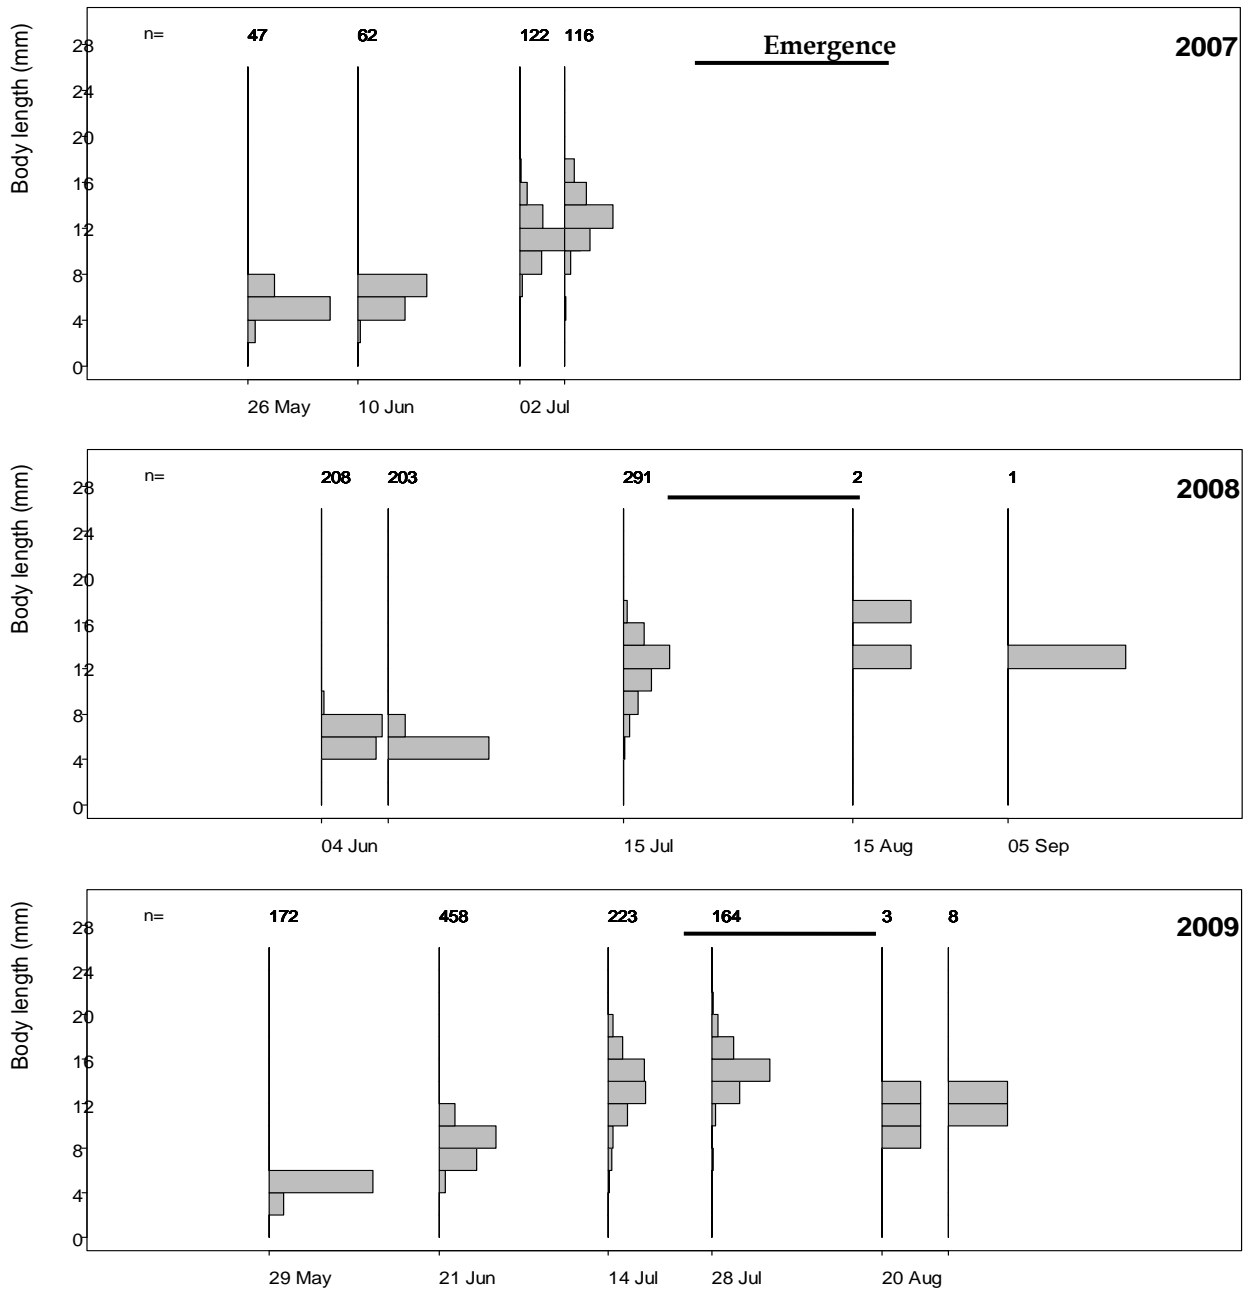 n= 47 62 122 116 Emergence 2007
Body length (mm)
28
24
20
16
12
8
4
0
26 May 10 Jun 02 Jul
n= 208 203 291 2 1 2008
Body length (mm)
28
24
20
16
12
8
4
0
04 Jun 15 Jul 15 Aug 05 Sep
n= 172 458 223 164 3 8 2009
Body length (mm)
28
24
20
16
12
8
4
0
29 May 21 Jun 14 Jul 28 Jul 20 Aug